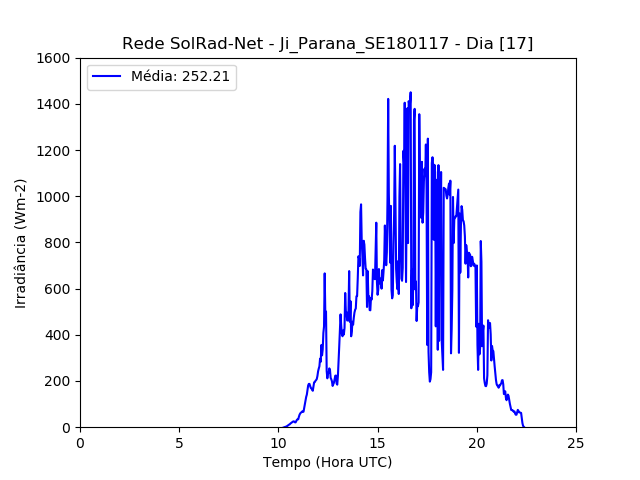 Rede SolRad-Net - Ji_Parana_SE180117 - Dia [17]
Média: 252.21
1600
1400
1200
1000
800
600
400
200
0
Irradiância (Wm-2)
0 5 10 15 20 25
Tempo (Hora UTC)